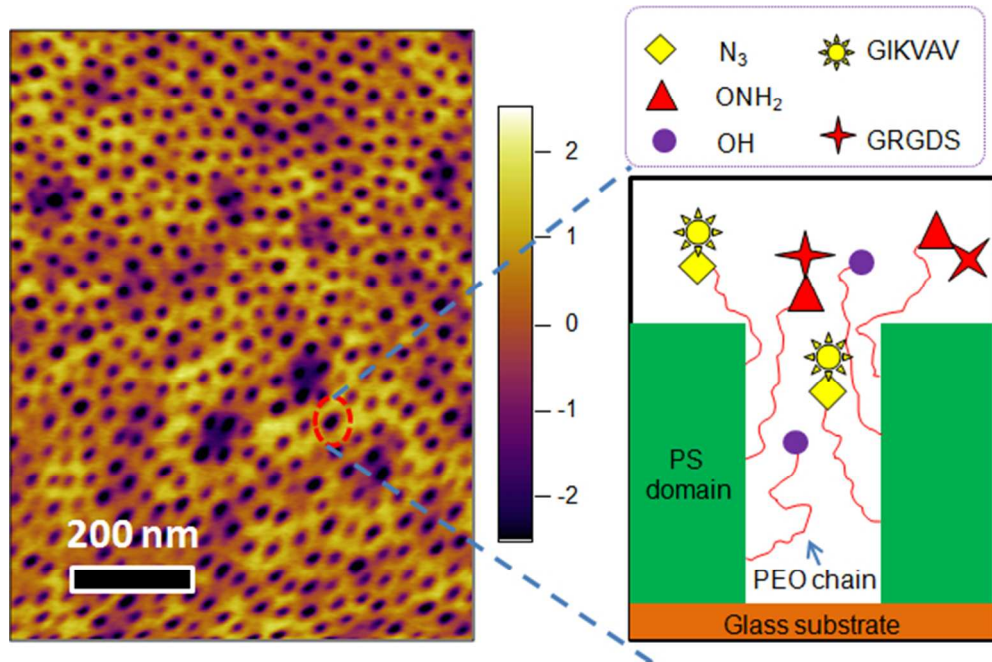 200 nm
2
1
0
-1
-2
N₃
GIKVAV
ONH₂
OH
GRGDS
PS
domain
PEO chain
Glass substrate